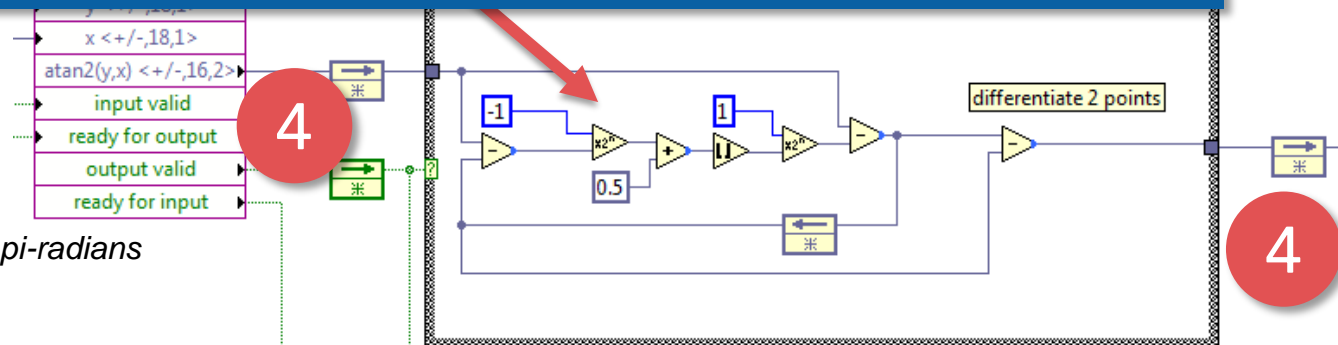 x <+/-,18,1>
atan2(y,x) <+/-,16,2>
input valid
ready for output
output valid
ready for input
4
pi-radians
-1
x2ⁿ
+
0.5
1
x2ⁿ
-
-
-
?
differentiate 2 points
4